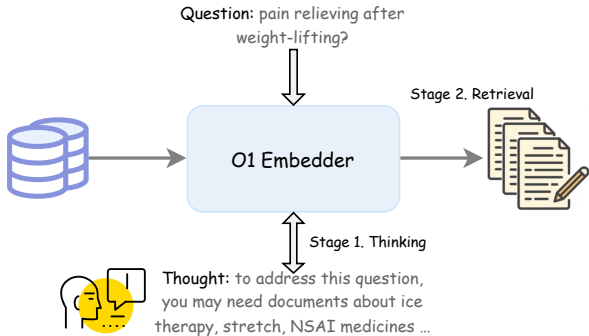 Question: pain relieving after
weight-lifting?
Stage 2. Retrieval
O1 Embedder
Stage 1. Thinking
Thought: to address this question,
you may need documents about ice
therapy, stretch, NSAI medicines ...